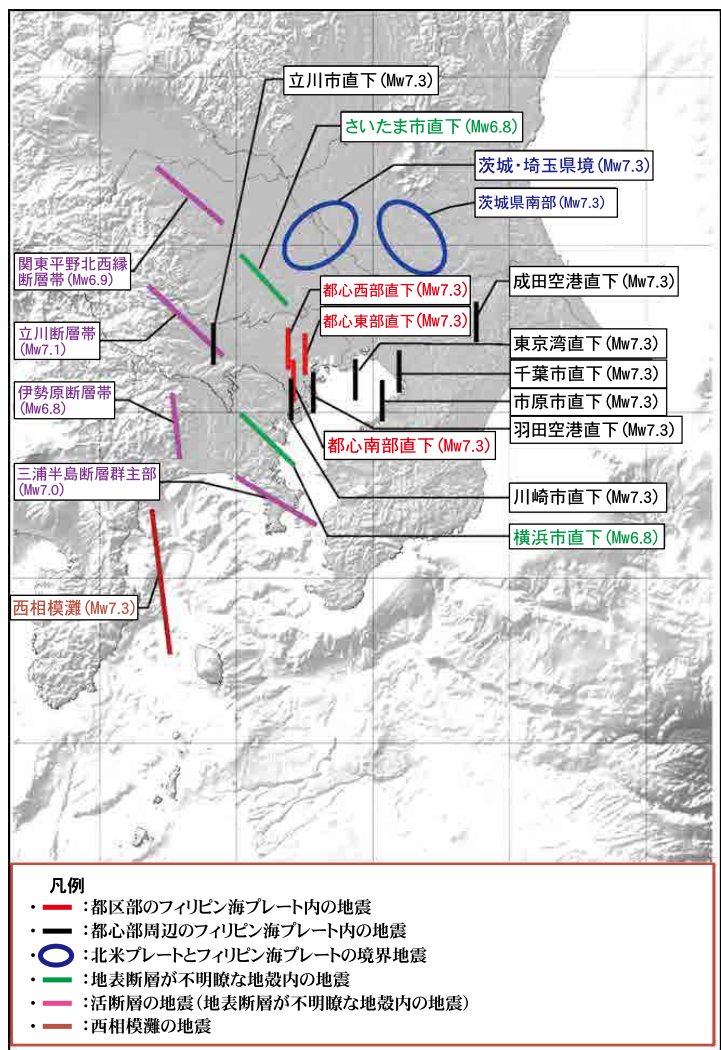 立川市直下(Mw7.3)
さいたま市直下(Mw6.8)
茨城・埼玉県境(Mw7.3)
茨城県南部(Mw7.3)
関東平野北西縁
断層帯(Mw6.9)
都心西部直下(Mw7.3)
成田空港直下(Mw7.3)
都心東部直下(Mw7.3)
立川断層帯
(Mw7.1)
東京湾直下(Mw7.3)
千葉市直下(Mw7.3)
伊勢原断層帯
(Mw6.8)
市原市直下(Mw7.3)
羽田空港直下(Mw7.3)
都心南部直下(Mw7.3)
三浦半島断層群主部
(Mw7.0)
川崎市直下(Mw7.3)
横浜市直下(Mw6.8)
西相模灘(Mw7.3)
凡例
・ :都区部のフィリピン海プレート内の地震
・ :都心部周辺のフィリピン海プレート内の地震
・ :北米プレートとフィリピン海プレートの境界地震
・ :地表断層が不明瞭な地殻内の地震
・ :活断層の地震(地表断層が不明瞭な地殻内の地震)
・ :西相模灘の地震